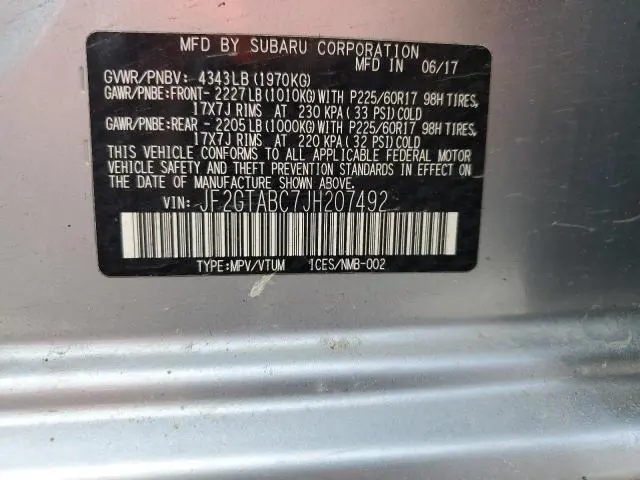 MFD BY SUBARU CORPORATION
MFD IN 06/17
GVWR/PNBV: 4343LB(1970KG)
GAWR/PNBE:FRONT- 2227LB(1010KG)WITH P225/60R17 98H TIRES,
17X7J RIMS AT 230 KPA(33 PSI)COLD
GAWR/PNBE:REAR - 2205LB(1000KG)WITH P225/60R17 98H TIRES,
17X7J RIMS AT 220 KPA(32 PSI)COLD
THIS VEHICLE CONFORMS TO ALL APPLICABLE FEDERAL MOTOR
VEHICLE SAFETY AND THEFT PREVENTION STANDARDS IN EFFECT ON
THE DATE OF MANUFACTURE SHOWN ABOVE.
VIN: JF2GTABC7JH207492
TYPE:MPV/VTUM ICES/NMB-002